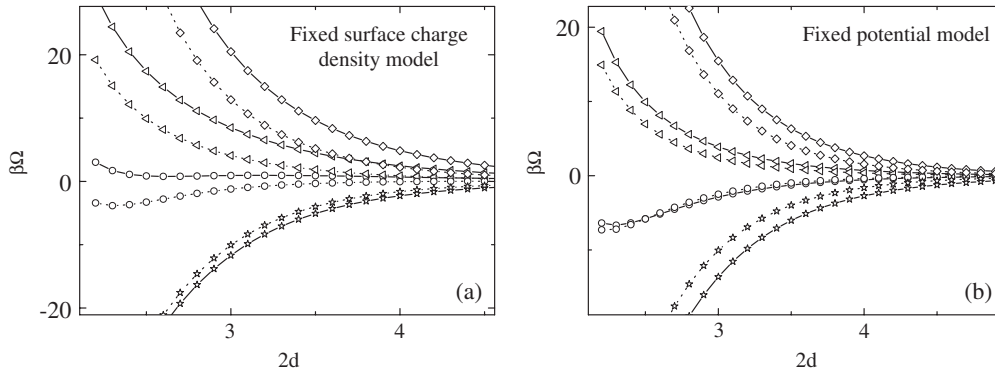 20
Fixed surface charge
density model
βΩ
0
-20
(a)
3
4
2d
20
Fixed potential model
βΩ
0
(b)
3
4
2d